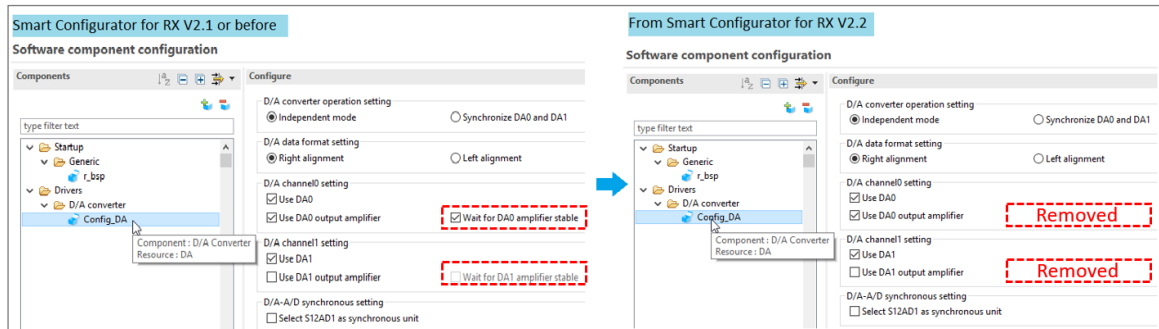 Smart Configurator for RX V2.1 or before
Software component configuration
Components
Configure
type filter text
Startup
Generic
r_bsp
Drivers
D/A converter
Config_DA
Component : D/A Converter
Resource : DA
D/A converter operation setting
Independent mode Synchronize DA0 and DA1
D/A data format setting
Right alignment Left alignment
D/A channel0 setting
Use DA0
Use DA0 output amplifier Wait for DA0 amplifier stable
D/A channel1 setting
Use DA1
Use DA1 output amplifier Wait for DA1 amplifier stable
D/A-A/D synchronous setting
Select S12AD1 as synchronous unit
From Smart Configurator for RX V2.2
Software component configuration
Components
Configure
type filter text
Startup
Generic
r_bsp
Drivers
D/A converter
Config_DA
Component : D/A Converter
Resource : DA
D/A converter operation setting
Independent mode Synchronize DA0 and DA1
D/A data format setting
Right alignment Left alignment
D/A channel0 setting
Use DA0
Use DA0 output amplifier Removed
D/A channel1 setting
Use DA1
Use DA1 output amplifier Removed
D/A-A/D synchronous setting
Select S12AD1 as synchronous unit